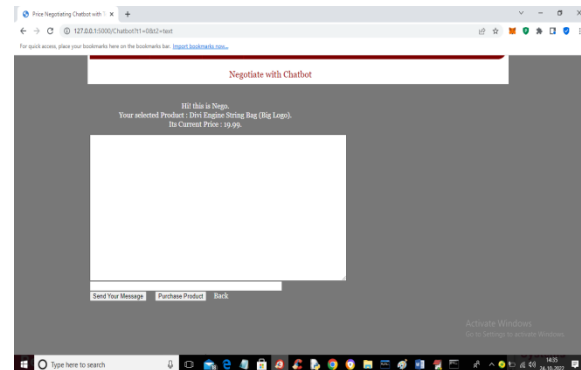 Price Negotiating Chatbot with
127.0.0.1:5000/Chatbot?t1=0&t2=test
For quick access, place your bookmarks here on the bookmarks bar. Import bookmarks now...
Negotiate with Chatbot
Hi! this is Nego.
Your selected Product : Divi Engine String Bag (Big Logo).
Its Current Price : 19.99.
Send Your Message Purchase Product Back
Activate Windows
Go to Settings to activate Windows.
Type here to search
14:35